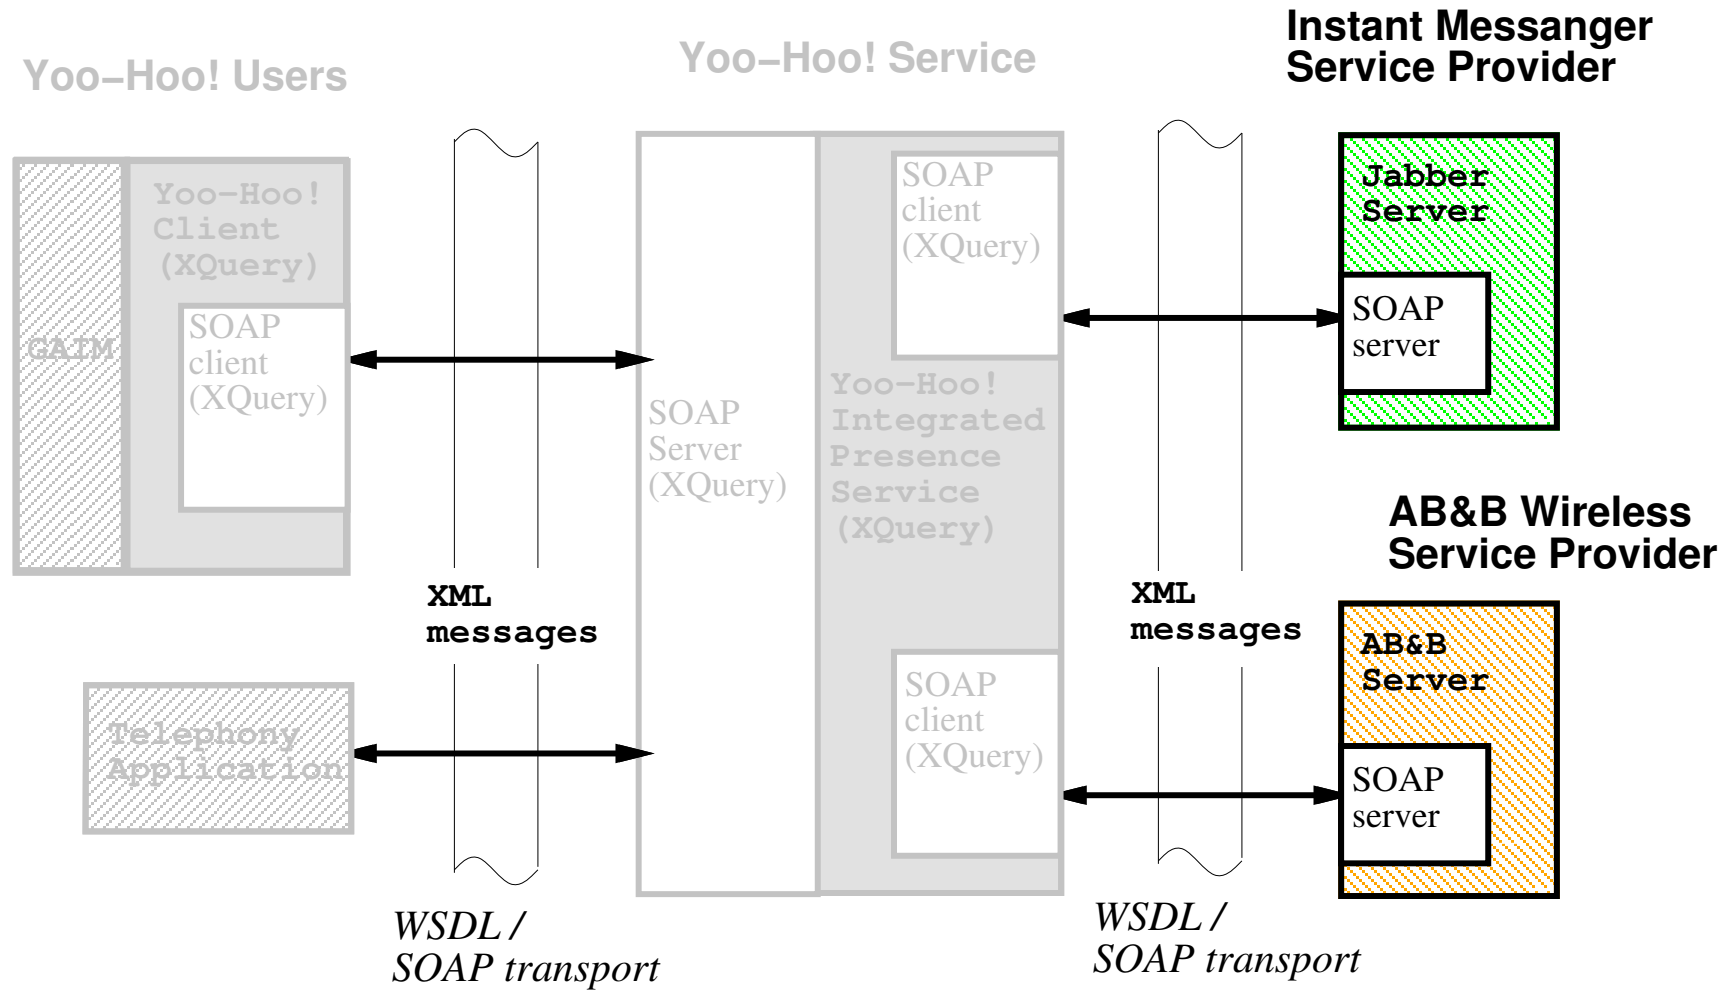 Yoo-Hoo! Users
Yoo-Hoo! Service
Instant Messanger
Service Provider
GAIM
Yoo-Hoo!
Client
(XQuery)
SOAP
client
(XQuery)
Telephony
Application
XML
messages
WSDL /
SOAP transport
SOAP
Server
(XQuery)
SOAP
client
(XQuery)
Yoo-Hoo!
Integrated
Presence
Service
(XQuery)
SOAP
client
(XQuery)
XML
messages
WSDL /
SOAP transport
Jabber
Server
SOAP
server
AB&B Wireless
Service Provider
AB&B
Server
SOAP
server